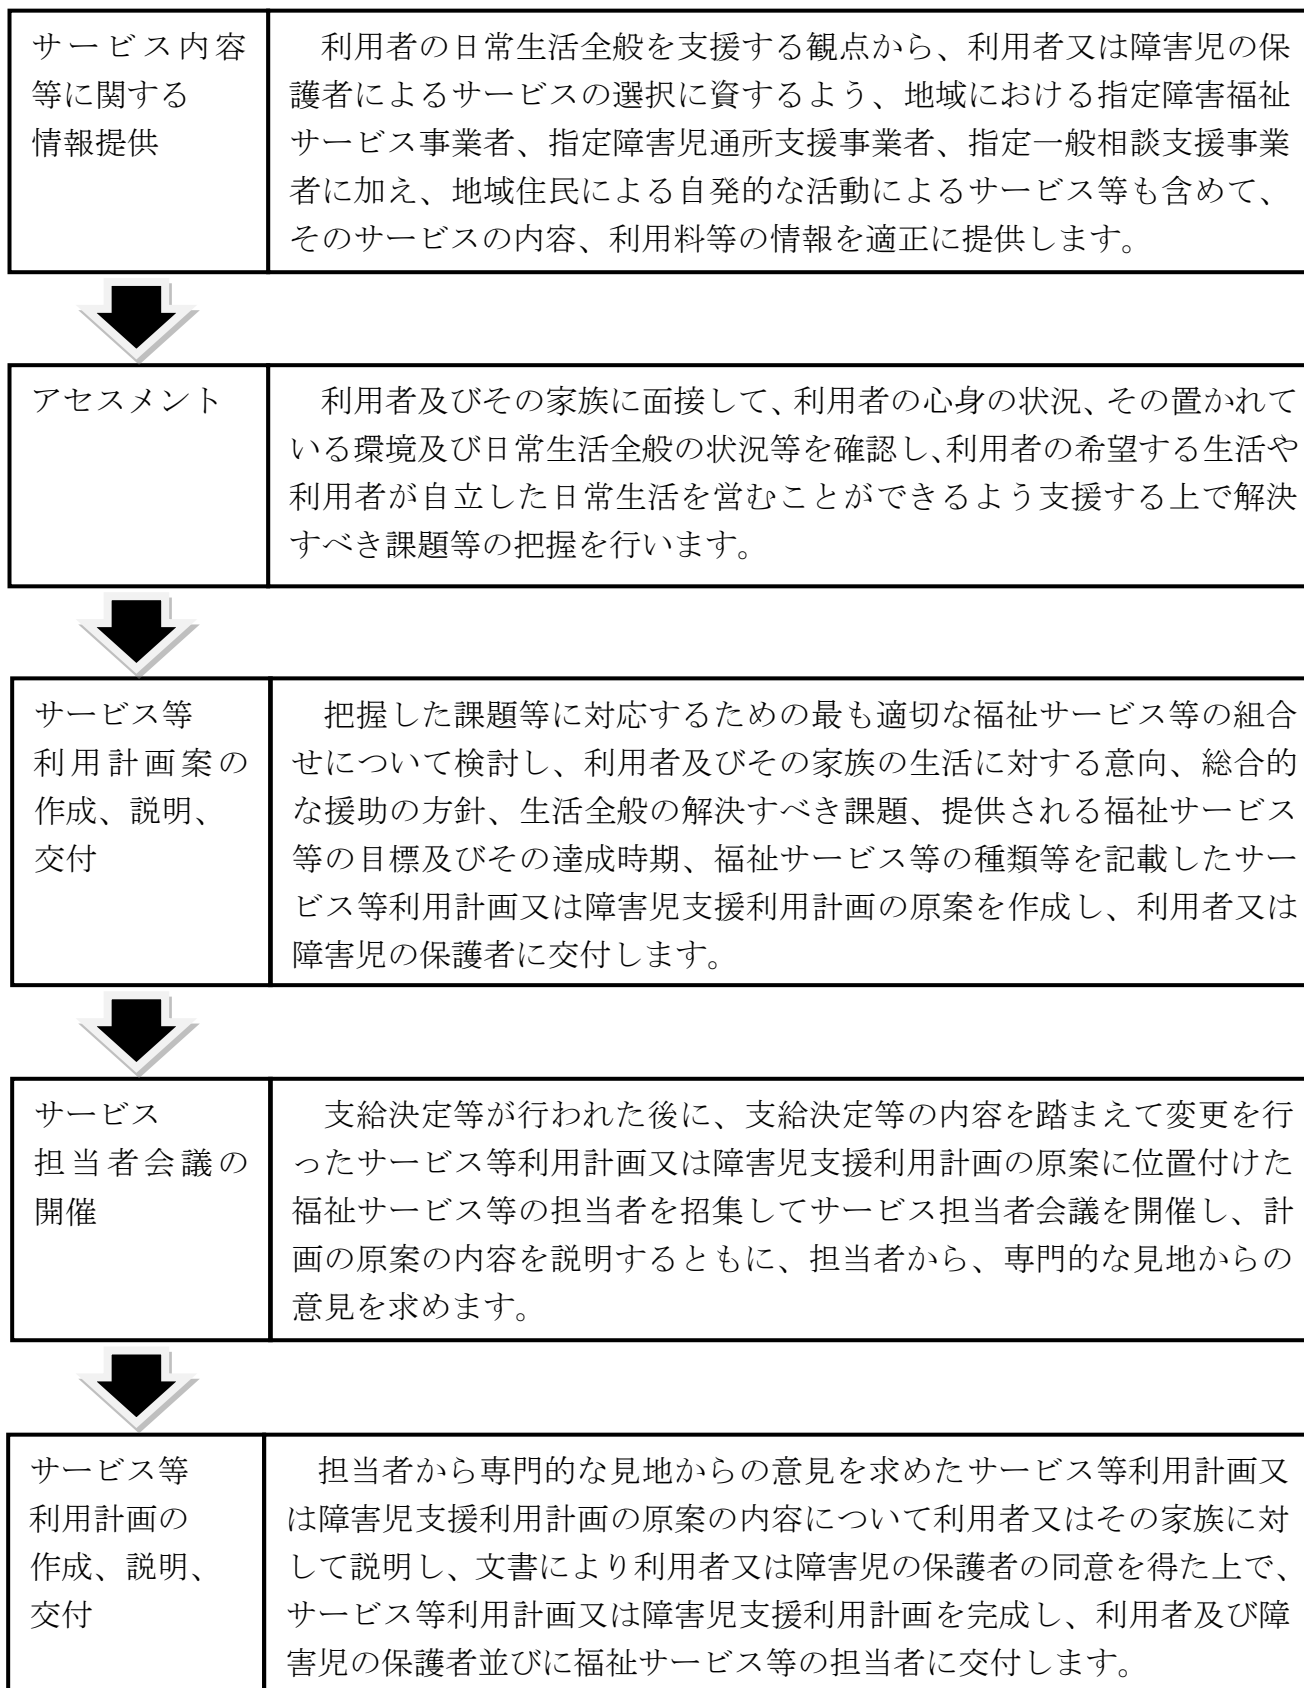 サービス内容
等に関する
情報提供
利用者の日常生活全般を支援する観点から、利用者又は障害児の保
護者によるサービスの選択に資するよう、地域における指定障害福祉
サービス事業者、指定障害児通所支援事業者、指定一般相談支援事業
者に加え、地域住民による自発的な活動によるサービス等も含めて、
そのサービスの内容、利用料等の情報を適正に提供します。
アセスメント
利用者及びその家族に面接して、利用者の心身の状況、その置かれて
いる環境及び日常生活全般の状況等を確認し、利用者の希望する生活や
利用者が自立した日常生活を営むことができるよう支援する上で解決
すべき課題等の把握を行います。
サービス等
利用計画案の
作成、説明、
交付
把握した課題等に対応するための最も適切な福祉サービス等の組合
せについて検討し、利用者及びその家族の生活に対する意向、総合的
な援助の方針、生活全般の解決すべき課題、提供される福祉サービス
等の目標及びその達成時期、福祉サービス等の種類等を記載したサー
ビス等利用計画又は障害児支援利用計画の原案を作成し、利用者又は
障害児の保護者に交付します。
サービス
担当者会議の
開催
支給決定等が行われた後に、支給決定等の内容を踏まえて変更を行
ったサービス等利用計画又は障害児支援利用計画の原案に位置付けた
福祉サービス等の担当者を招集してサービス担当者会議を開催し、計
画の原案の内容を説明するともに、担当者から、専門的な見地からの
意見を求めます。
サービス等
利用計画の
作成、説明、
交付
担当者から専門的な見地からの意見を求めたサービス等利用計画又
は障害児支援利用計画の原案の内容について利用者又はその家族に対
して説明し、文書により利用者又は障害児の保護者の同意を得た上で、
サービス等利用計画又は障害児支援利用計画を完成し、利用者及び障
害児の保護者並びに福祉サービス等の担当者に交付します。